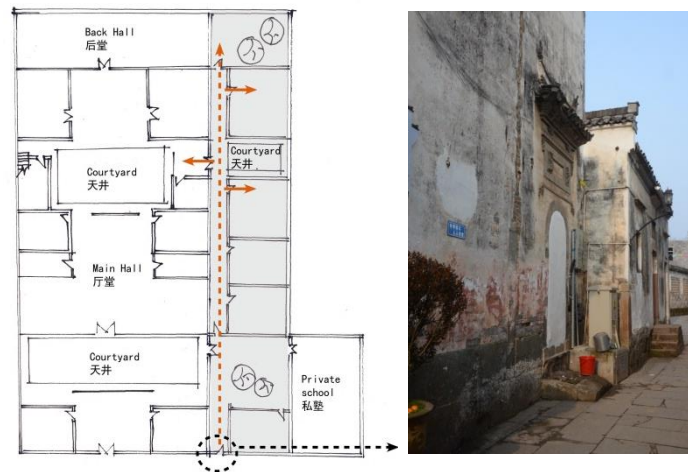 Back Hall
后堂
Courtyard
天井
Courtyard
天井
Main Hall
厅堂
Courtyard
天井
Private
school
私塾